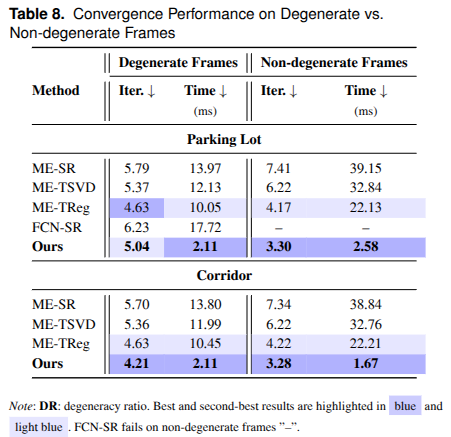 Table 8. Convergence Performance on Degenerate vs.
Non-degenerate Frames
Degenerate Frames Non-degenerate Frames
Method Iter. ↓ Time ↓ Iter. ↓ Time ↓
(ms) (ms)
Parking Lot
ME-SR 5.79 13.97 7.41 39.15
ME-TSVD 5.37 12.13 6.22 32.84
ME-TReg 4.63 10.05 4.17 22.13
FCN-SR 6.23 17.72 – –
Ours 5.04 2.11 3.30 2.58
Corridor
ME-SR 5.70 13.80 7.34 38.84
ME-TSVD 5.36 11.99 6.22 32.76
ME-TReg 4.63 10.45 4.22 22.21
Ours 4.21 2.11 3.28 1.67
Note: DR: degeneracy ratio. Best and second-best results are highlighted in blue and
light blue . FCN-SR fails on non-degenerate frames ”–”.